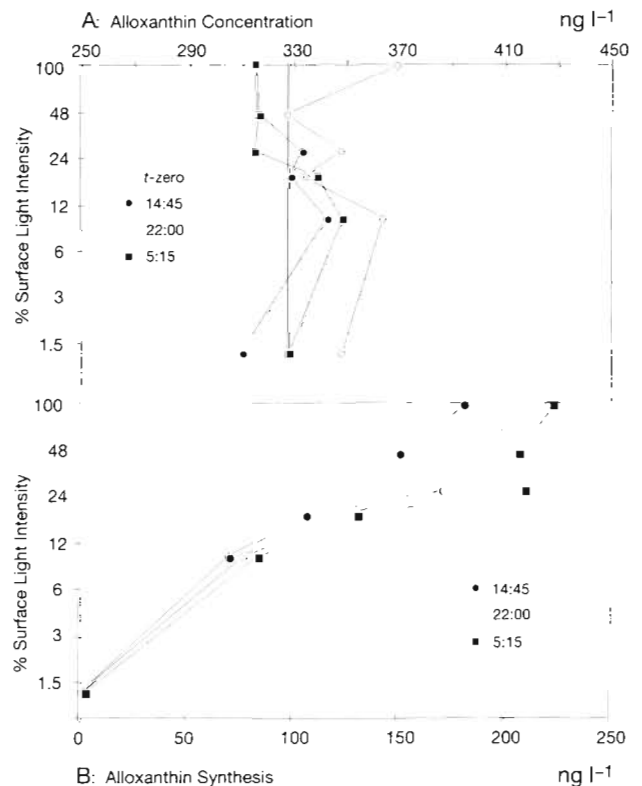 A: Alloxanthin Concentration ng l⁻¹
250 290 330 370 410 450
100
48
24
12
6
3
1.5
% Surface Light Intensity
t-zero
14:45
22:00
5:15
100
48
24
12
6
3
1.5
% Surface Light Intensity
14:45
22:00
5:15
0 50 100 150 200 250
B: Alloxanthin Synthesis ng l⁻¹